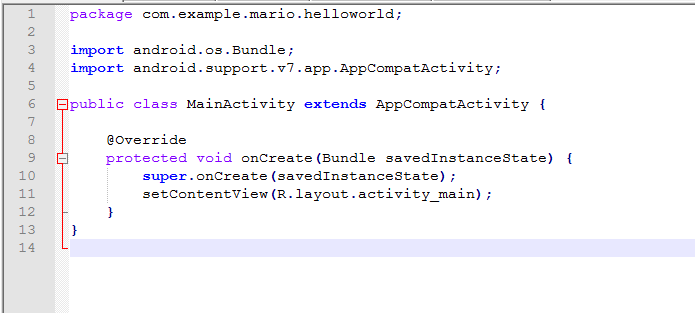 1 package com.example.mario.helloworld;
2
3 import android.os.Bundle;
4 import android.support.v7.app.AppCompatActivity;
5
6 public class MainActivity extends AppCompatActivity {
7
8     @Override
9     protected void onCreate(Bundle savedInstanceState) {
10         super.onCreate(savedInstanceState);
11         setContentView(R.layout.activity_main);
12     }
13 }
14